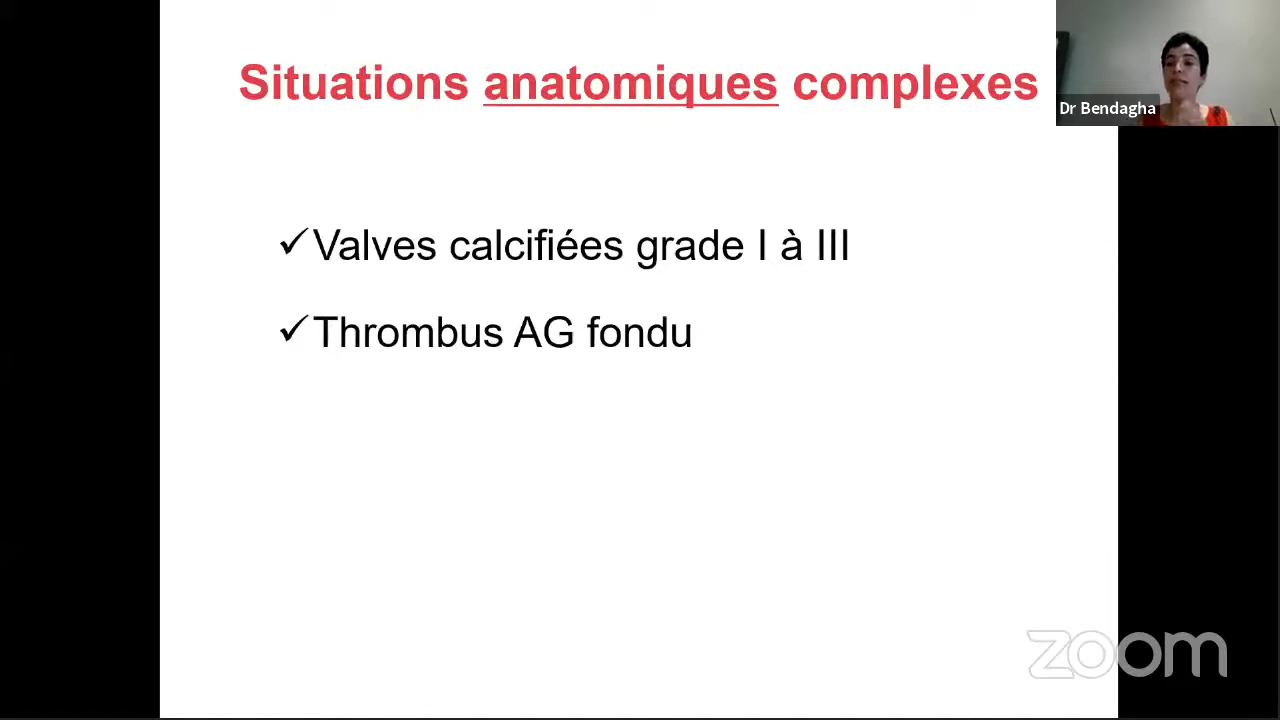 Situations anatomiques complexes
Dr Bendagha
✓Valves calcifiées grade I à III
✓Thrombus AG fondu
zoom